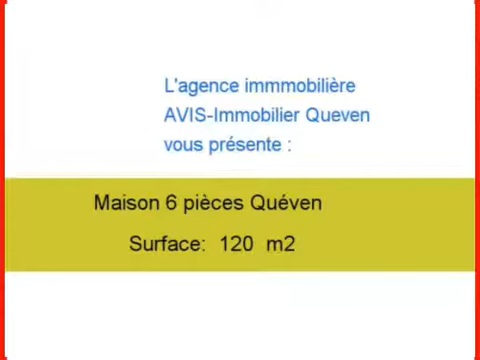 L'agence immmobilière
AVIS-Immobilier Queven
vous présente :
Maison 6 pièces Quéven
Surface: 120 m2